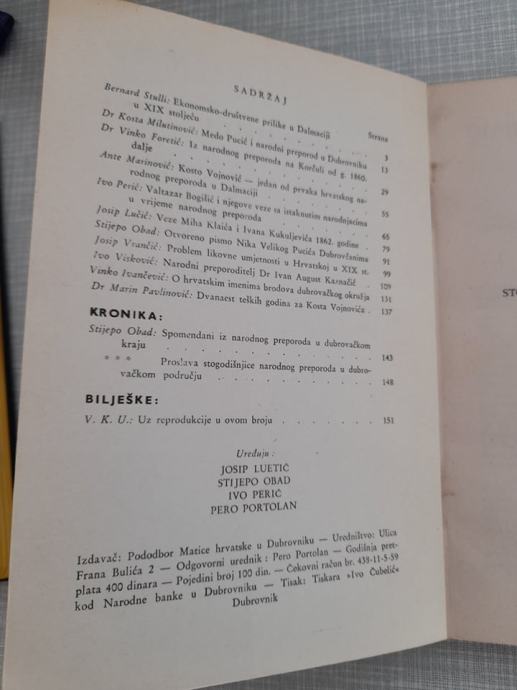 SADRŽAJ
Strana
Bernard Stulli: Ekonomsko-društvene prilike u Dalmaciji
u XIX stoljeću . . . . . . . . 3
Dr Kosta Milutinović: Medo Pucić i narodni preporod u Dubrovniku 13
Dr Vinko Foretić: Iz narodnog preporoda na Korčuli od g. 1860.
dalje . . . . . . . . 29
Ante Marinović: Kosto Vojnović — jedan od prvaka hrvatskog na-
rodnog preporoda u Dalmaciji . . . . . 55
Ivo Perić: Valtazar Bogišić i njegove veze sa istaknutim narodnjacima
u vrijeme narodnog preporoda . . . . . 65
Josip Lučić: Veze Miha Klaića i Ivana Kukuljevića 1862. godine . 79
Stijepo Obad: Otvoreno pismo Nika Velikog Pucića Dubrovčanima 91
Josip Vrančić: Problem likovne umjetnosti u Hrvatskoj u XIX st. 99
Ivo Visković: Narodni preporoditelj Dr Ivan August Kaznačić . 109
Vinko Ivančević: O hrvatskim imenima brodova dubrovačkog okružja 131
Dr Marin Pavlinović: Dvanaest teških godina za Kosta Vojnovića . 137
KRONIKA:
Stijepo Obad: Spomendani iz narodnog preporoda u dubrovačkom
kraju . . . . . . . . 143
* * * Proslava stogodišnjice narodnog preporoda u dubro-
vačkom području . . . . . . . 148
BILJEŠKE:
V. K. U.: Uz reprodukcije u ovom broju . . . . . . 151
Uređuju:
JOSIP LUETIĆ
STIJEPO OBAD
IVO PERIĆ
PERO PORTOLAN
Izdavač: Pododbor Matice hrvatske u Dubrovniku — Uredništvo: Ulica
Frana Bulića 2 — Odgovorni urednik: Pero Portolan — Godišnja pret-
plata 400 dinara — Pojedini broj 100 din. — Čekovni račun br. 438-11-5-59
kod Narodne banke u Dubrovniku — Tisak: Tiskara »Ivo Čubelić«
Dubrovnik
STO